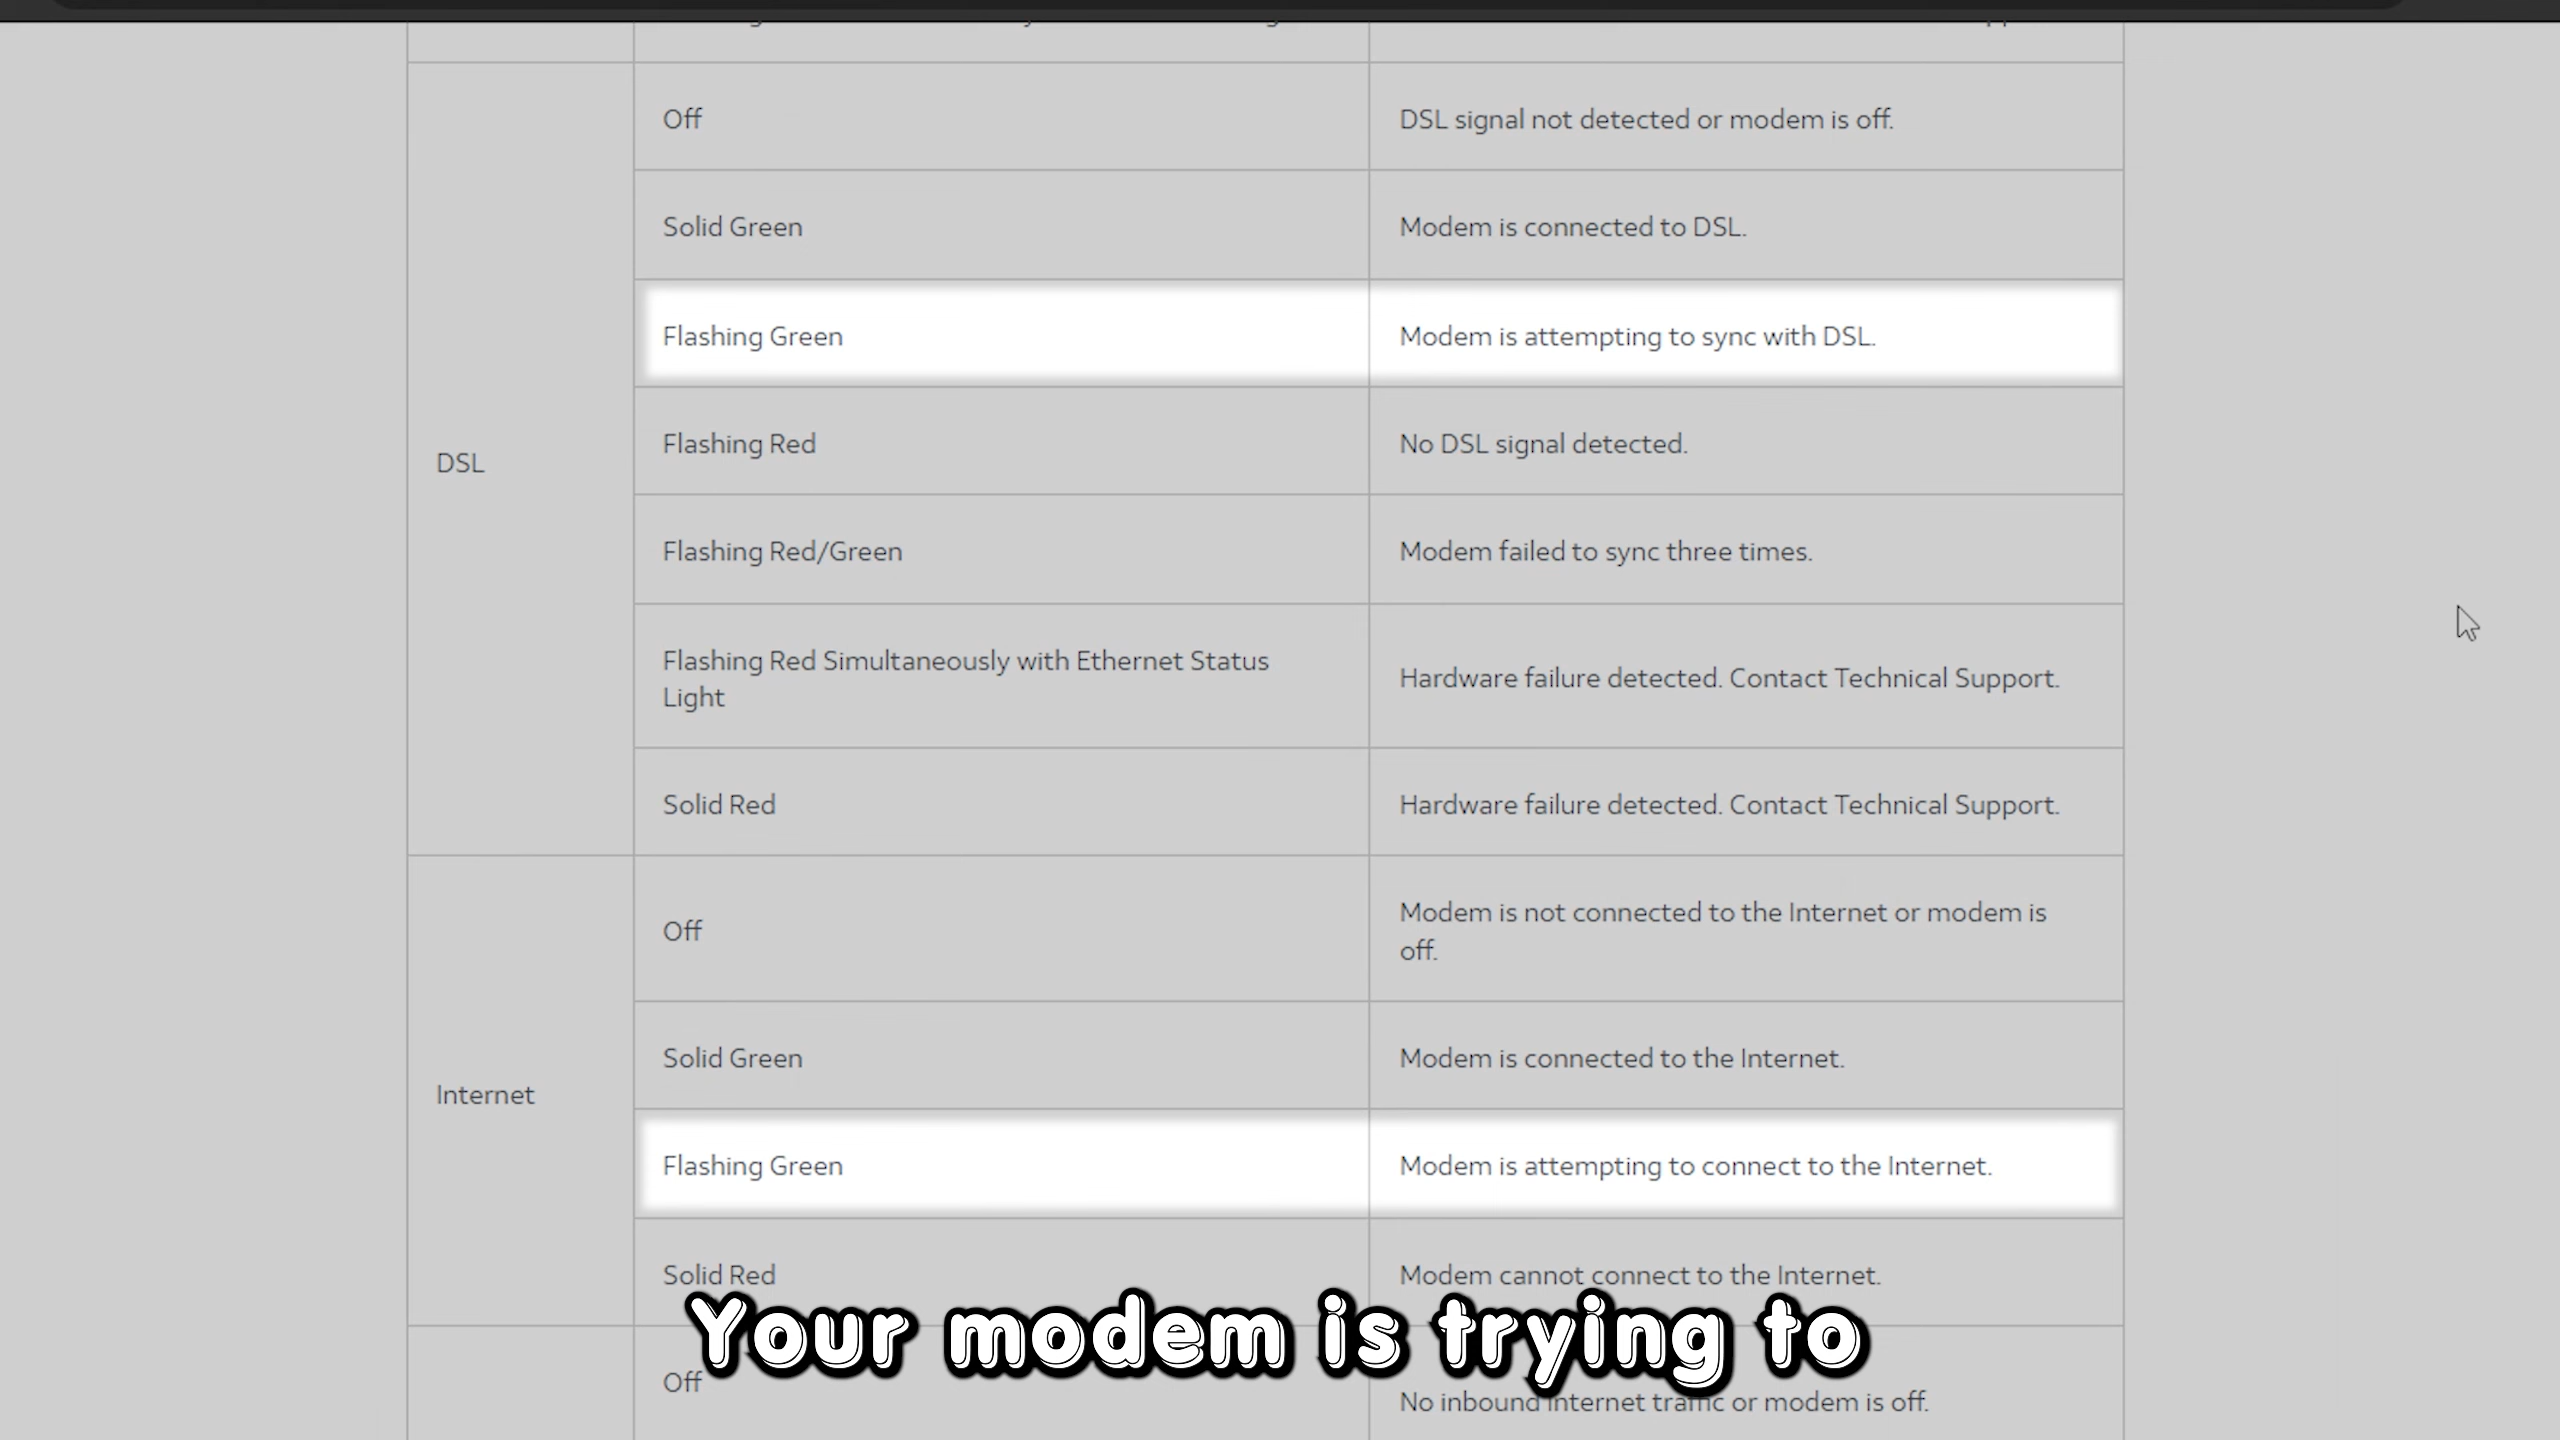 Off
DSL signal not detected or modem is off.
Solid Green
Modem is connected to DSL.
Flashing Green
Modem is attempting to sync with DSL.
DSL
Flashing Red
No DSL signal detected.
Flashing Red/Green
Modem failed to sync three times.
Flashing Red Simultaneously with Ethernet Status
Light
Hardware failure detected. Contact Technical Support.
Solid Red
Hardware failure detected. Contact Technical Support.
Internet
Off
Modem is not connected to the Internet or modem is
off.
Solid Green
Modem is connected to the Internet.
Flashing Green
Modem is attempting to connect to the Internet.
Solid Red
Modem cannot connect to the Internet.
Your modem is trying to
Off
No inbound Internet traffic or modem is off.